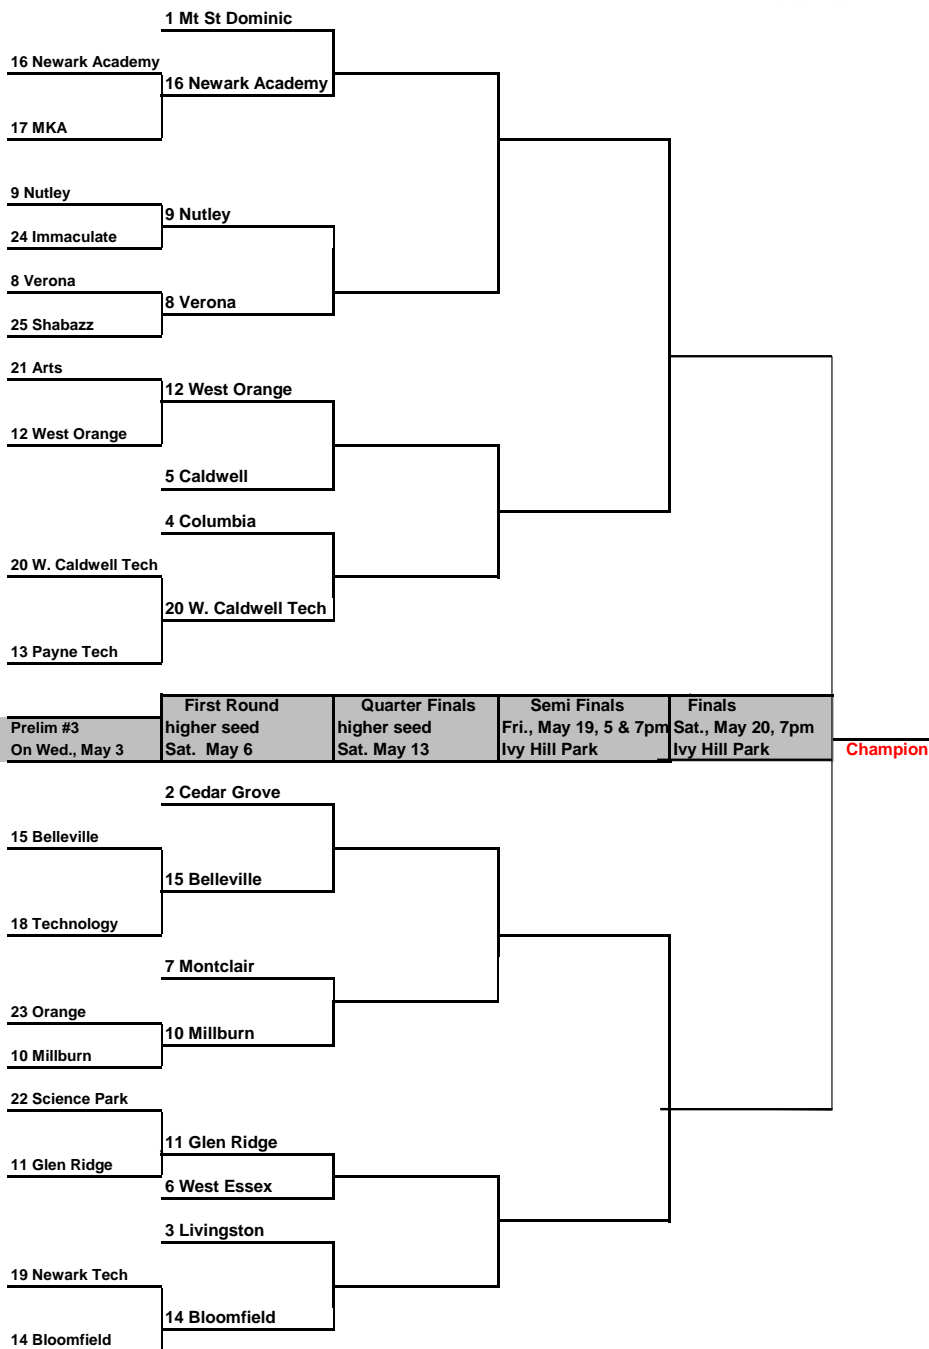 1 Mt St Dominic
16 Newark Academy
16 Newark Academy
17 MKA
9 Nutley
9 Nutley
24 Immaculate
8 Verona
8 Verona
25 Shabazz
21 Arts
12 West Orange
12 West Orange
5 Caldwell
4 Columbia
20 W. Caldwell Tech
20 W. Caldwell Tech
13 Payne Tech
First Round Quarter Finals Semi Finals Finals
Prelim #3 higher seed higher seed Fri., May 19, 5 & 7pm Sat., May 20, 7pm
On Wed., May 3 Sat. May 6 Sat. May 13 Ivy Hill Park Ivy Hill Park Champion
2 Cedar Grove
15 Belleville
15 Belleville
18 Technology
7 Montclair
23 Orange
10 Millburn
10 Millburn
22 Science Park
11 Glen Ridge
11 Glen Ridge
6 West Essex
3 Livingston
19 Newark Tech
14 Bloomfield
14 Bloomfield